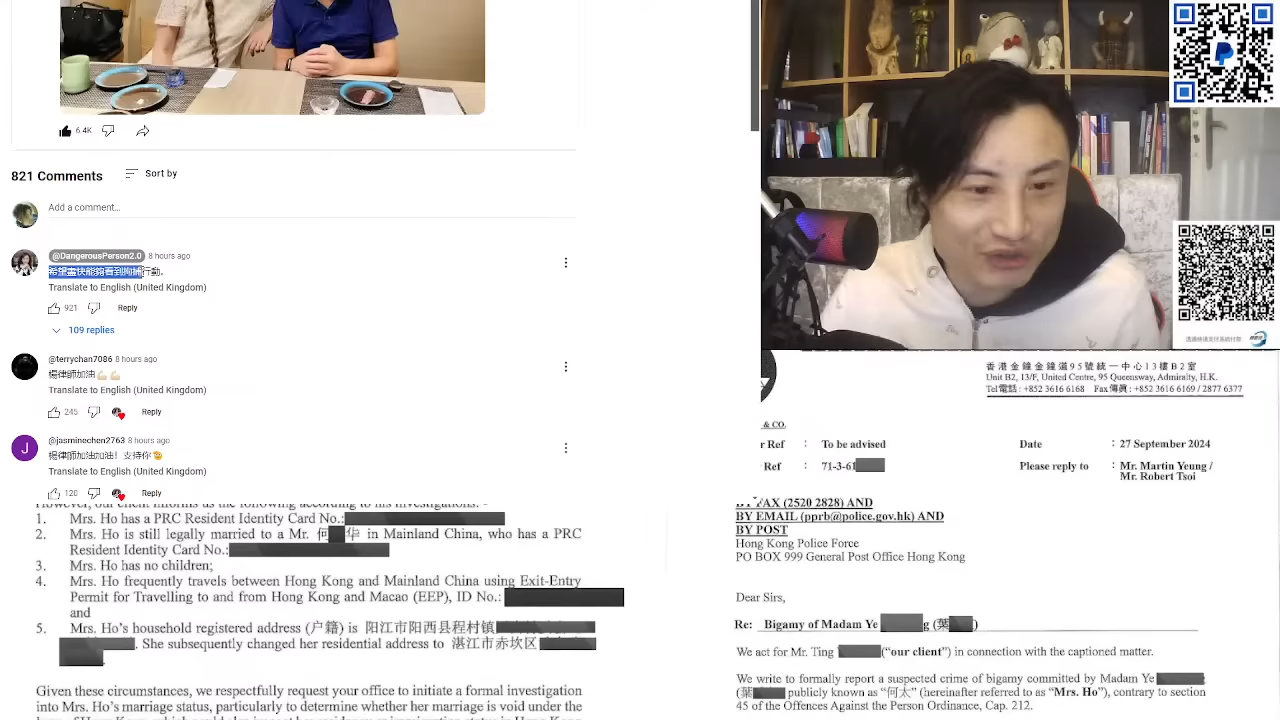 6.4K
821 Comments
Sort by
Add a comment...
@DangerousPerson2.0 8 hours ago
希望盡快能夠看到拘捕行動。
Translate to English (United Kingdom)
921 Reply
109 replies
@terrychan7086 8 hours ago
楊律師加油💪🏻💪🏻
Translate to English (United Kingdom)
245 Reply
J
@jasminechen2763 8 hours ago
楊律師加油加油！支持你
Translate to English (United Kingdom)
120 Reply
However, our client informs us the following according to his investigations:
1. Mrs. Ho has a PRC Resident Identity Card No.:
2. Mrs. Ho is still legally married to a Mr. 何 华 in Mainland China, who has a PRC
Resident Identity Card No.:
3. Mrs. Ho has no children;
4. Mrs. Ho frequently travels between Hong Kong and Mainland China using Exit-Entry
Permit for Travelling to and from Hong Kong and Macao (EEP), ID No.:
and
5. Mrs. Ho's household registered address (户籍) is 阳江市阳西县程村镇
. She subsequently changed her residential address to 湛江市赤坎区
Given these circumstances, we respectfully request your office to initiate a formal investigation
into Mrs. Ho's marriage status, particularly to determine whether her marriage is void under the
香港金鐘金鐘道95號統一中心13樓B2室
Unit B2, 13/F, United Centre, 95 Queensway, Admiralty, H.K.
Tel電話 : +852 3616 6168 Fax傳真 : +852 3616 6169 / 2877 6377
& CO.
r Ref : To be advised
Date : 27 September 2024
Ref : 71-3-61
Please reply to : Mr. Martin Yeung /
Mr. Robert Tsoi
FAX (2520 2828) AND
BY EMAIL (pprb@police.gov.hk) AND
BY POST
Hong Kong Police Force
PO BOX 999 General Post Office Hong Kong
Dear Sirs,
Re: Bigamy of Madam Ye g (葉 )
We act for Mr. Ting ("our client") in connection with the captioned matter.
We write to formally report a suspected crime of bigamy committed by Madam Ye
(葉 publicly known as "何太" (hereinafter referred to as "Mrs. Ho"), contrary to section
45 of the Offences Against the Person Ordinance, Cap. 212.